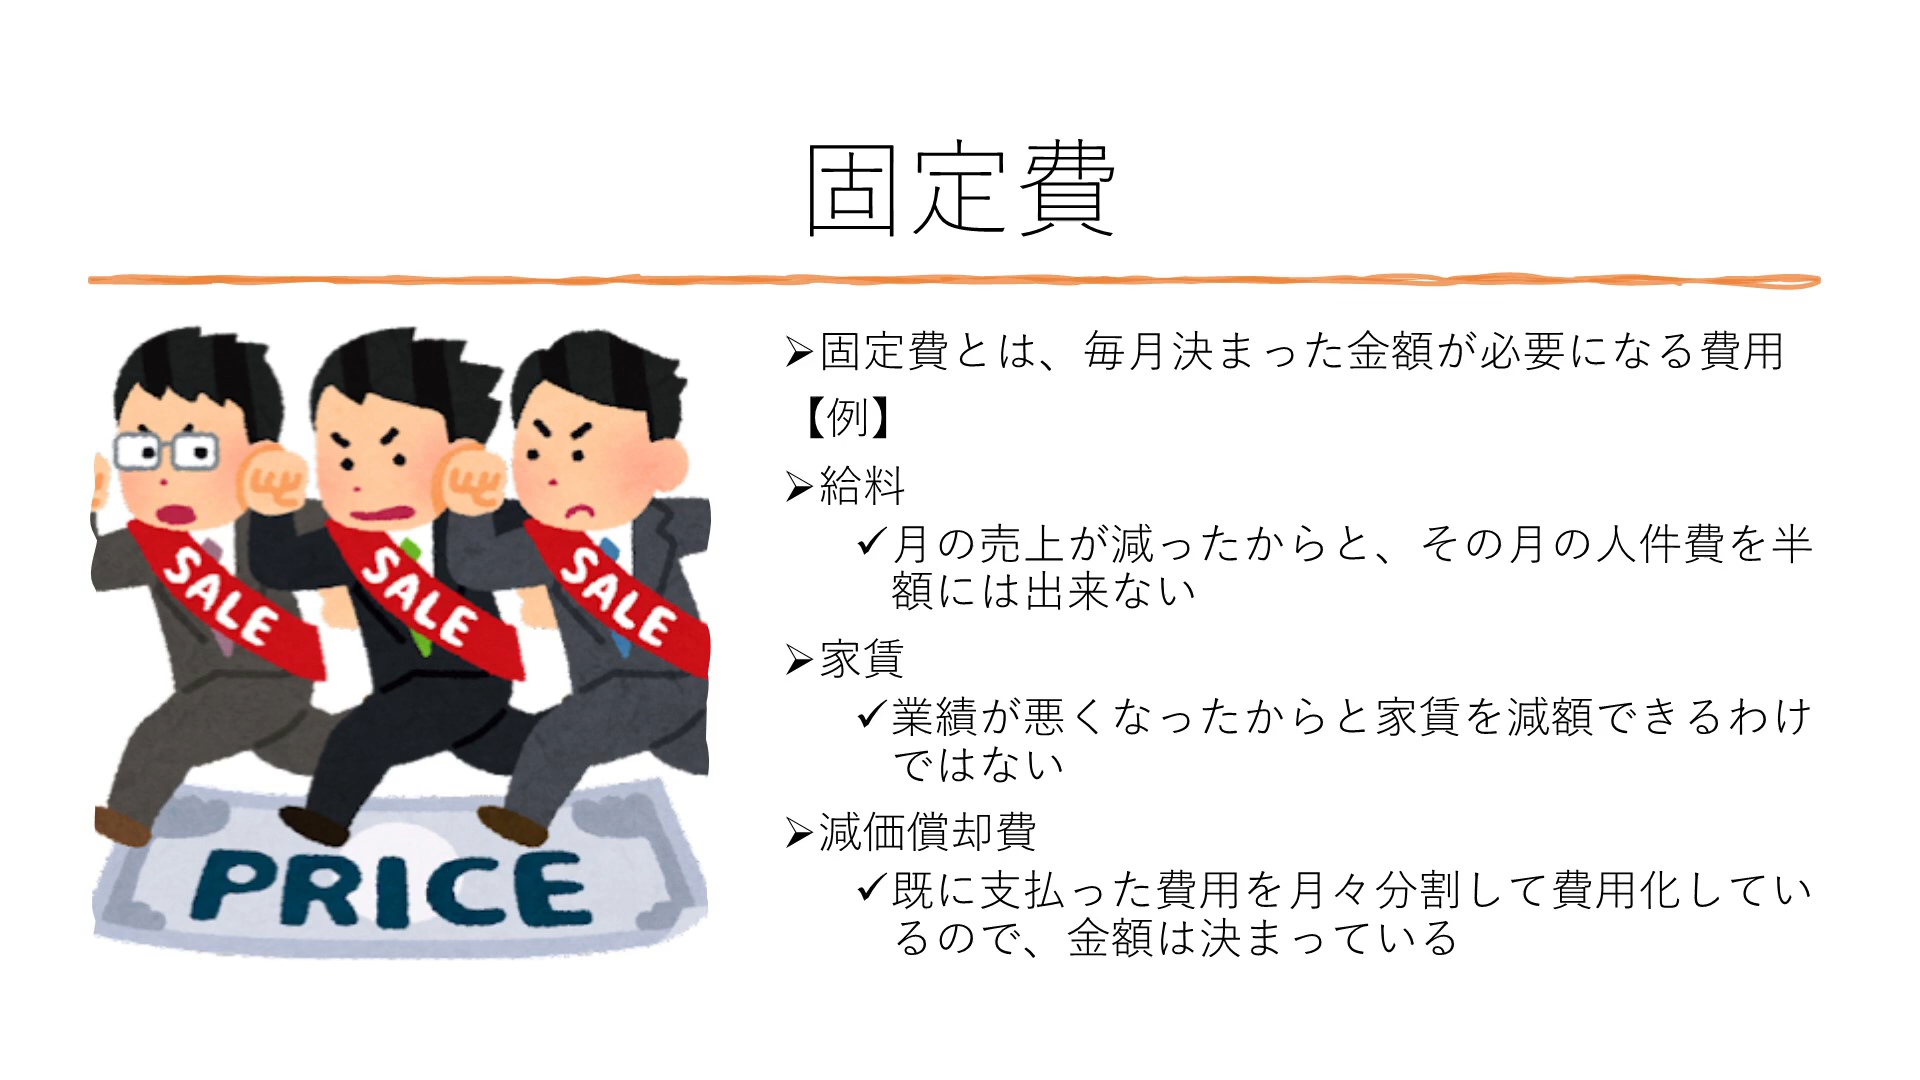 固定費
➢固定費とは、毎月決まった金額が必要になる費用
【例】
➢給料
✓月の売上が減ったからと、その月の人件費を半
額には出来ない
➢家賃
✓業績が悪くなったからと家賃を減額できるわけ
ではない
➢減価償却費
✓既に支払った費用を月々分割して費用化してい
るので、金額は決まっている
SALE
SALE
SALE
PRICE